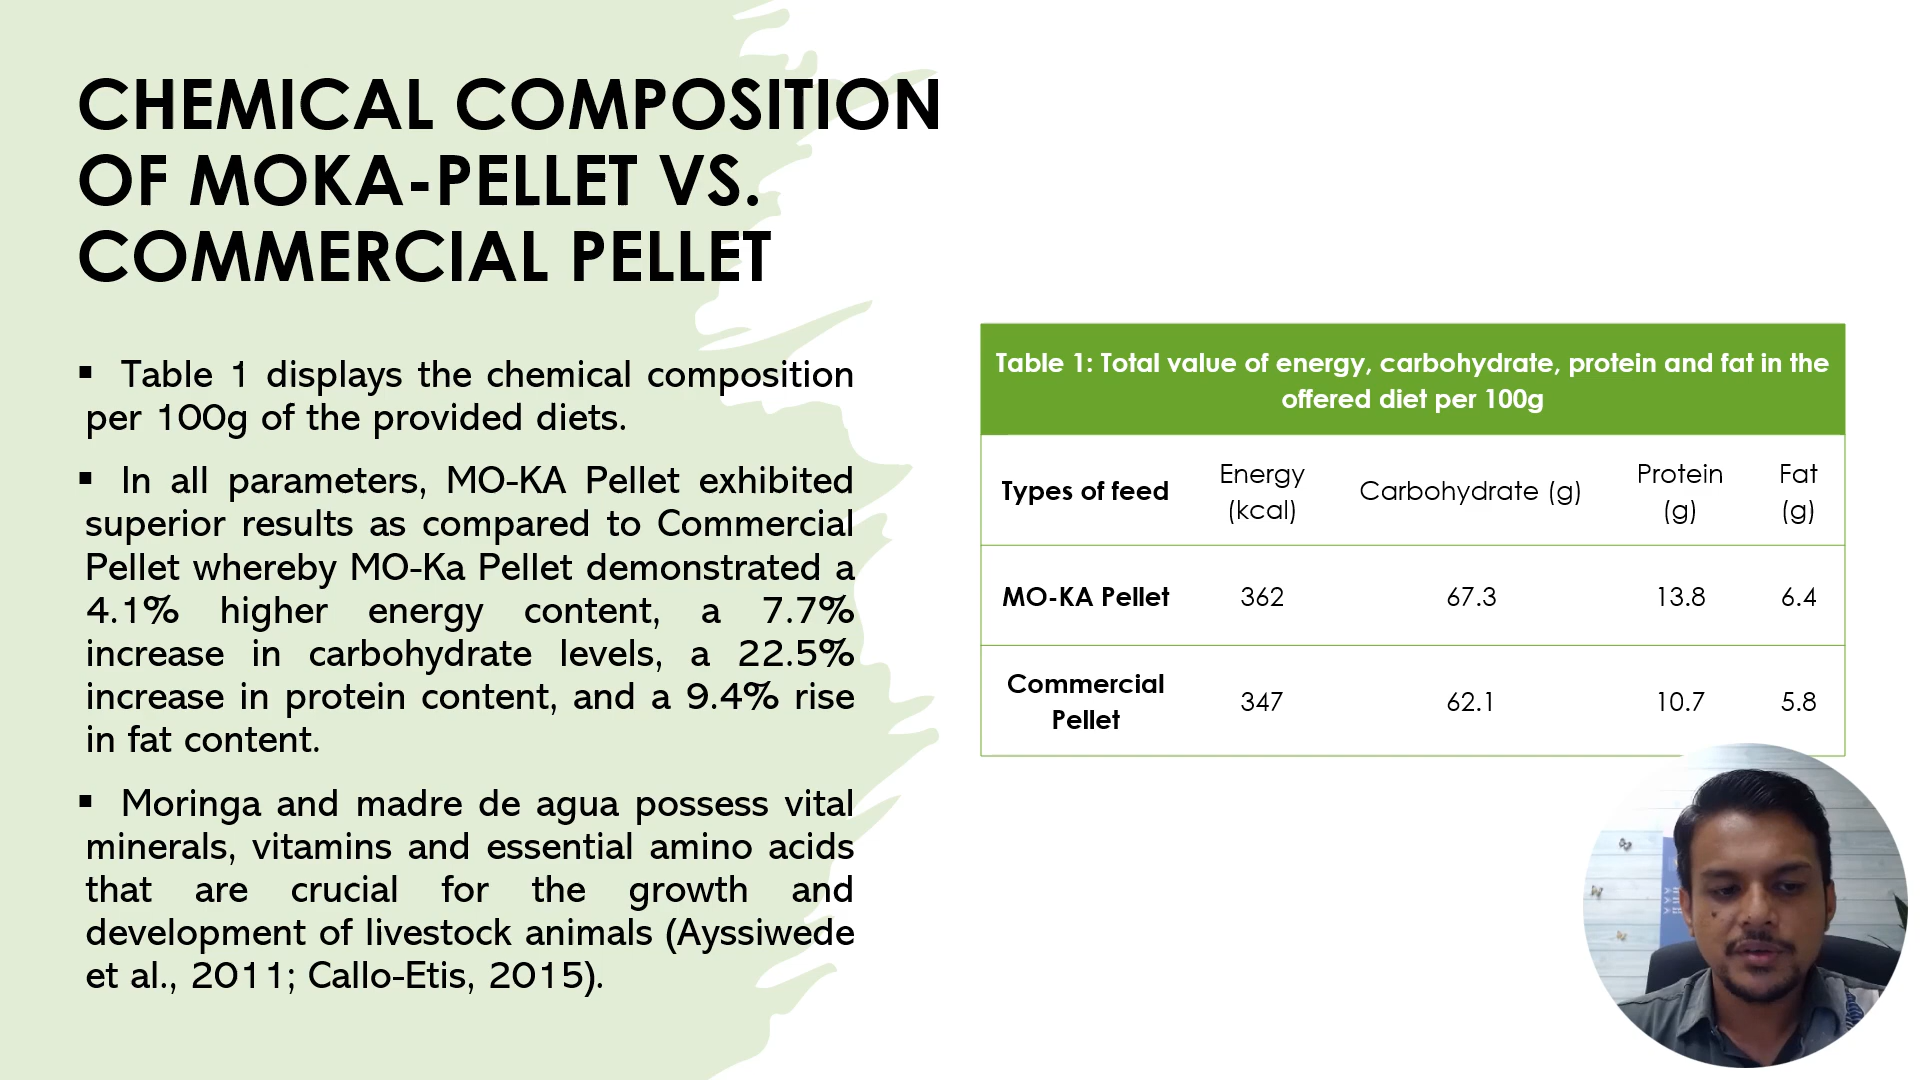 CHEMICAL COMPOSITION
OF MOKA-PELLET VS.
COMMERCIAL PELLET
▪ Table 1 displays the chemical composition
per 100g of the provided diets.
▪ In all parameters, MO-KA Pellet exhibited
superior results as compared to Commercial
Pellet whereby MO-Ka Pellet demonstrated a
4.1% higher energy content, a 7.7%
increase in carbohydrate levels, a 22.5%
increase in protein content, and a 9.4% rise
in fat content.
▪ Moringa and madre de agua possess vital
minerals, vitamins and essential amino acids
that are crucial for the growth and
development of livestock animals (Ayssiwede
et al., 2011; Callo-Etis, 2015).
Table 1: Total value of energy, carbohydrate, protein and fat in the
offered diet per 100g
Types of feed Energy (kcal) Carbohydrate (g) Protein (g) Fat (g)
MO-KA Pellet 362 67.3 13.8 6.4
Commercial Pellet 347 62.1 10.7 5.8